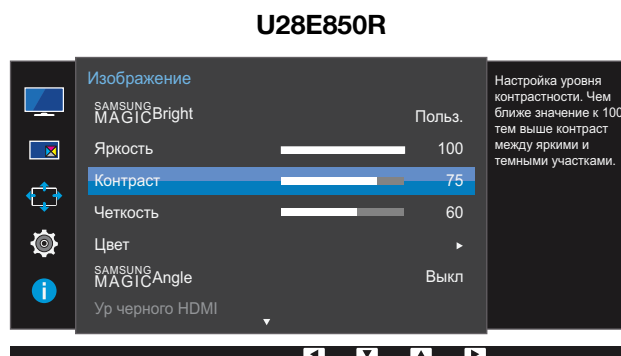 U28E850R
Изображение
SAMSUNG MAGICBright Польз.
Яркость 100
Контраст 75
Четкость 60
Цвет
SAMSUNG MAGICAngle Выкл
Ур черного HDMI
Настройка уровня
контрастности. Чем
ближе значение к 100
тем выше контраст
между яркими и
темными участками.